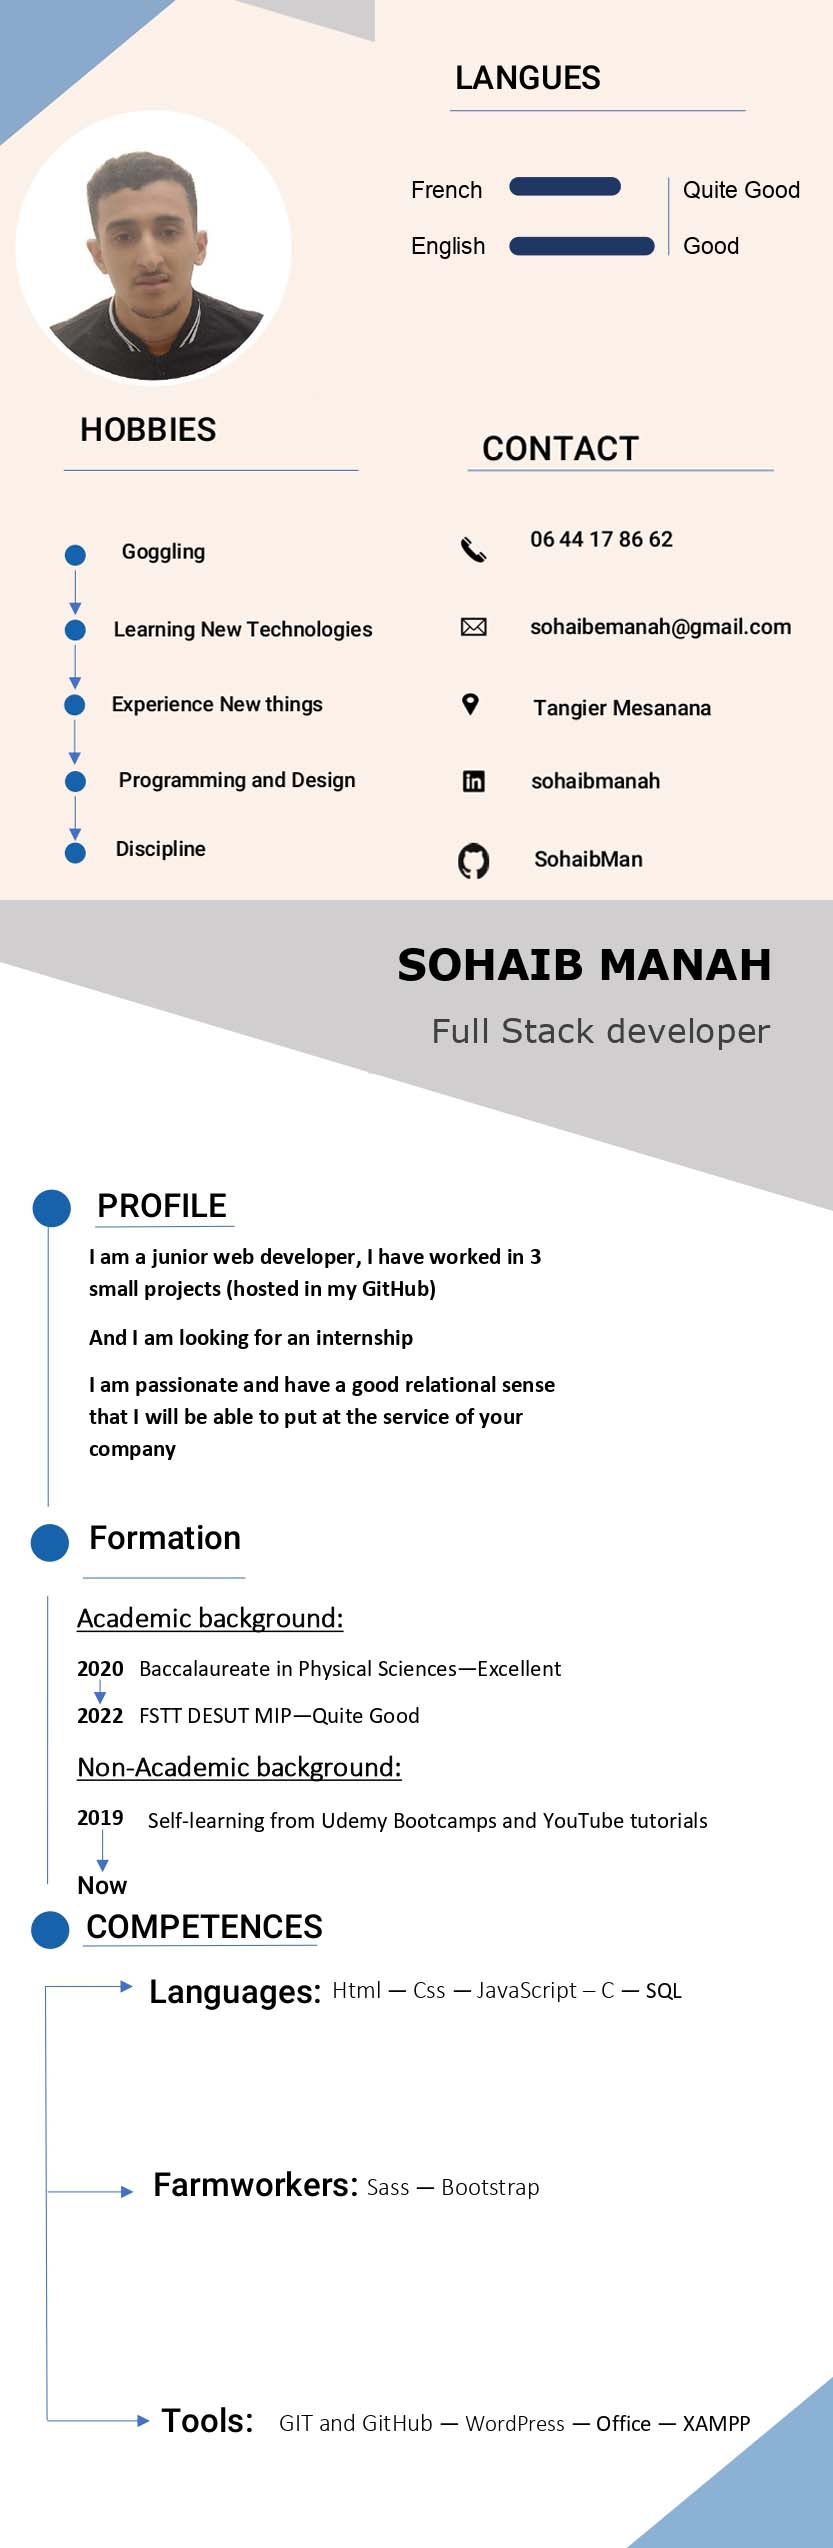 LANGUES
French Quite Good
English Good
HOBBIES
Goggling
Learning New Technologies
Experience New things
Programming and Design
Discipline
CONTACT
06 44 17 86 62
sohaibemanah@gmail.com
Tangier Mesanana
in sohaibmanah
SohaibMan
SOHAIB MANAH
Full Stack developer
PROFILE
I am a junior web developer, I have worked in 3
small projects (hosted in my GitHub)
And I am looking for an internship
I am passionate and have a good relational sense
that I will be able to put at the service of your
company
Formation
Academic background:
2020 Baccalaureate in Physical Sciences—Excellent
2022 FSTT DESUT MIP—Quite Good
Non-Academic background:
2019 Self-learning from Udemy Bootcamps and YouTube tutorials
Now
COMPETENCES
Languages: Html — Css — JavaScript – C — SQL
Farmworkers: Sass — Bootstrap
Tools: GIT and GitHub — WordPress — Office — XAMPP